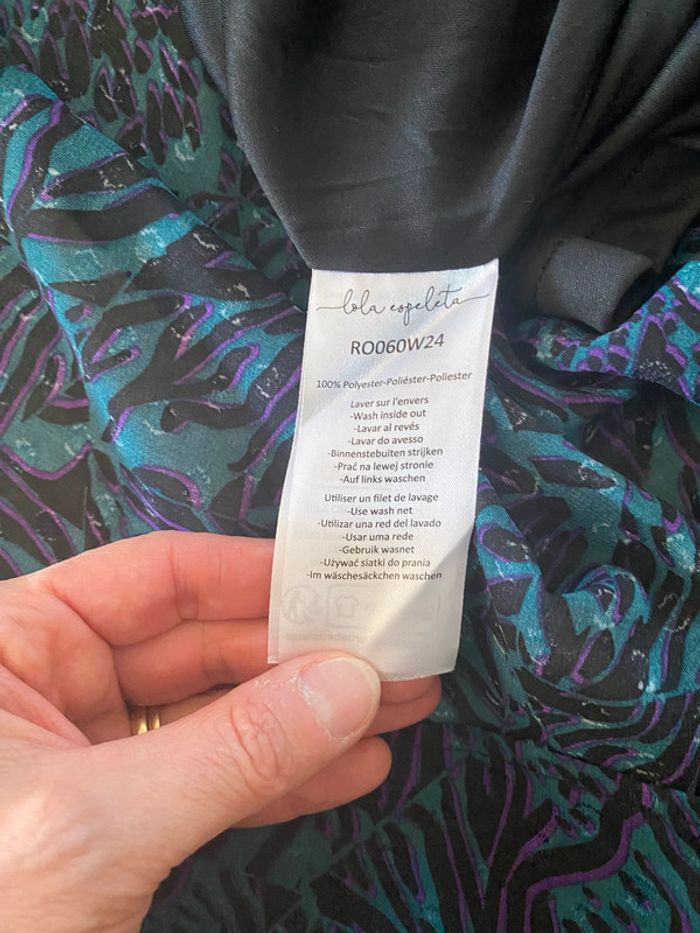 lola espeleta
RO060W24
100% Polyester-Poliéster-Poliester
Laver sur l'envers
-Wash inside out
-Lavar al revés
-Lavar do avesso
-Binnenstebuiten strijken
-Prać na lewej stronie
-Auf links waschen
Utiliser un filet de lavage
-Use wash net
-Utilizar una red del lavado
-Usar uma rede
-Gebruik wasnet
-Używać siatki do prania
-Im wäschesäckchen waschen